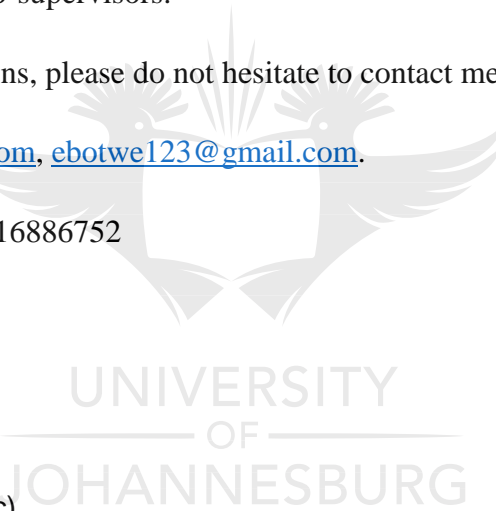 supervisors.
ns, please do not hesitate to contact me
om, ebotwe123@gmail.com.
16886752
UNIVERSITY
OF
JOHANNESBURG
c)